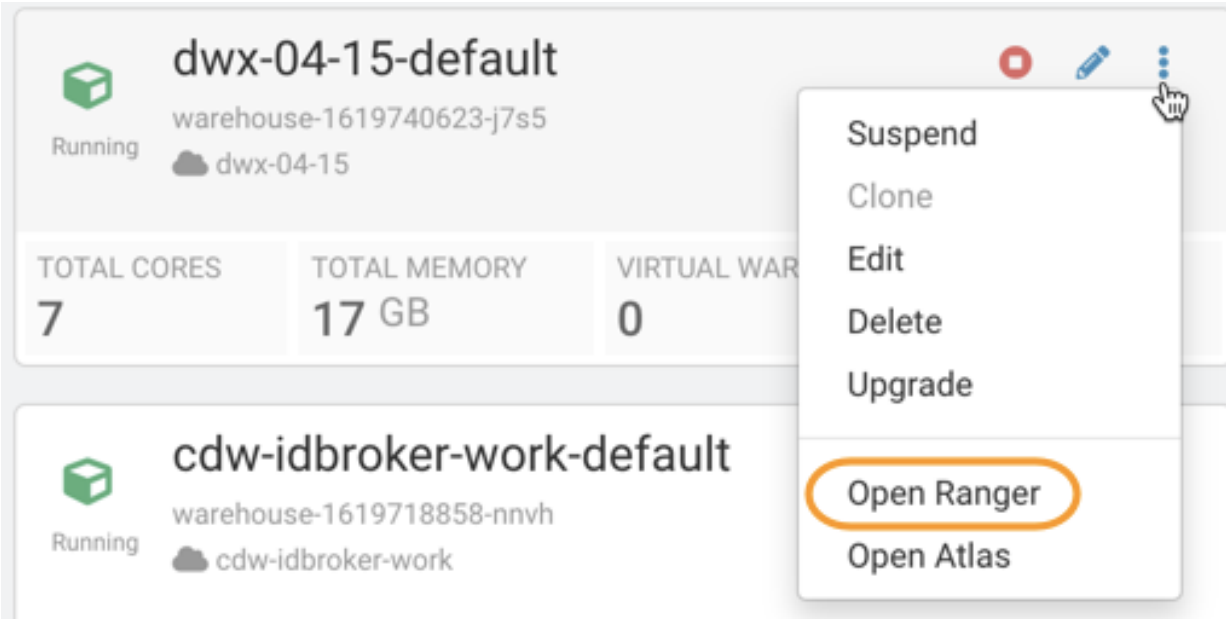 dwx-04-15-default
warehouse-1619740623-j7s5
Running
dwx-04-15
TOTAL CORES
7
TOTAL MEMORY
17 GB
VIRTUAL WAR
0
Suspend
Clone
Edit
Delete
Upgrade
Open Ranger
Open Atlas
cdw-idbroker-work-default
warehouse-1619718858-nnvh
Running
cdw-idbroker-work